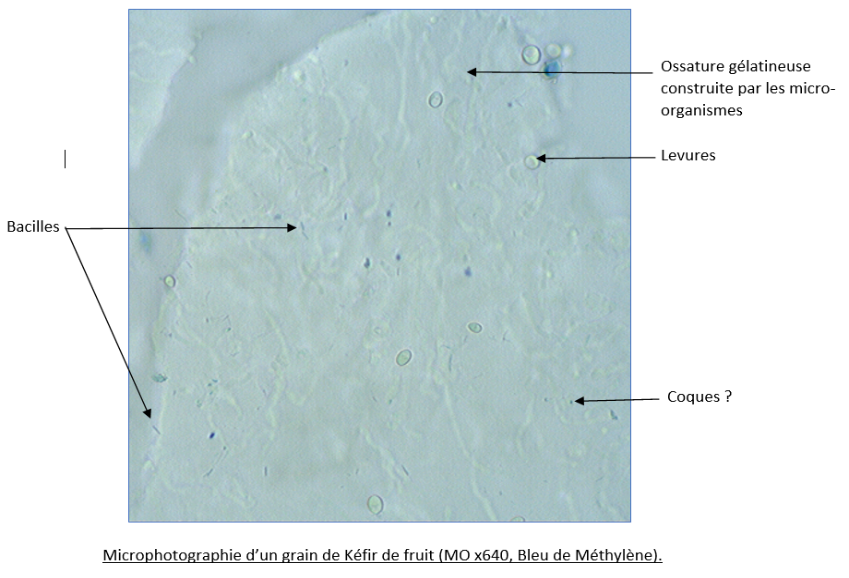 Ossature gélatineuse
construite par les micro-
organismes
Levures
Bacilles
Coques ?
Microphotographie d'un grain de Kéfir de fruit (MO x640, Bleu de Méthylène).